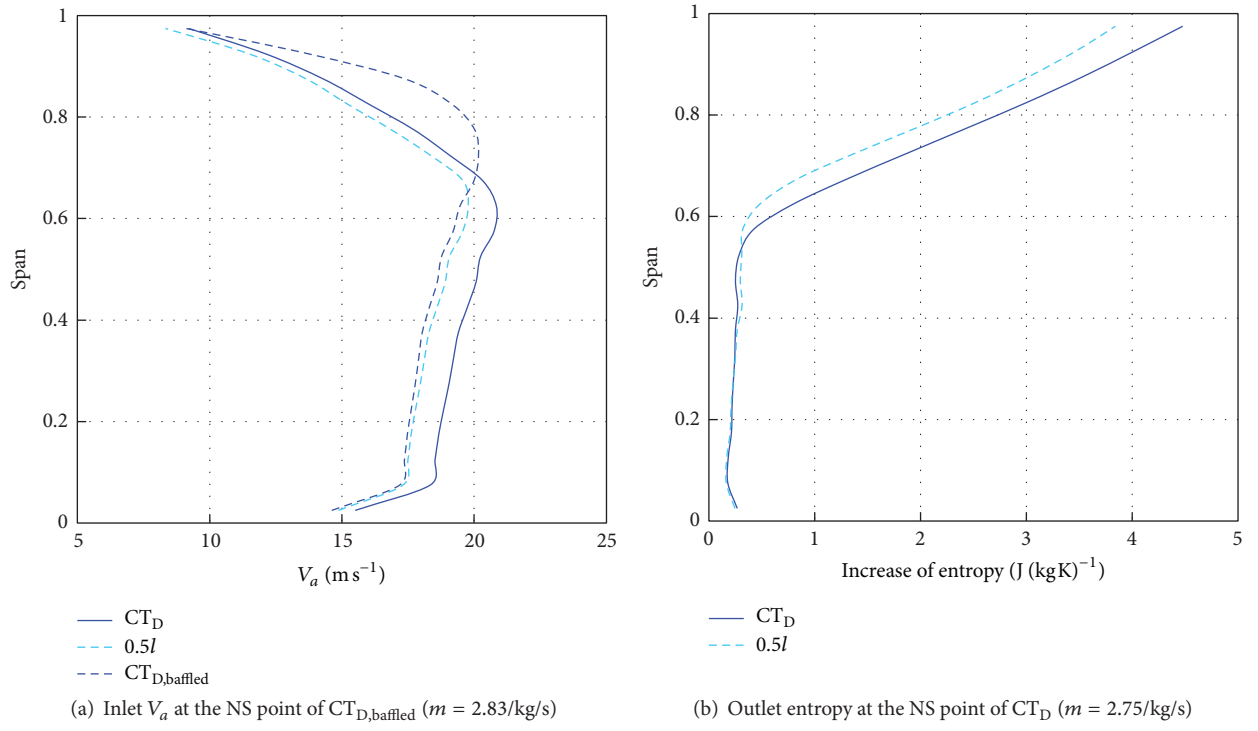 1
0.8
0.6
0.4
0.2
0
Span
5 10 15 20 25
V_a (m s⁻¹)
CT_D
0.5l
CT_D,baffled
(a) Inlet V_a at the NS point of CT_D,baffled (m = 2.83/kg/s)
1
0.8
0.6
0.4
0.2
0
Span
0 1 2 3 4 5
Increase of entropy (J (kg K)⁻¹)
CT_D
0.5l
(b) Outlet entropy at the NS point of CT_D (m = 2.75/kg/s)